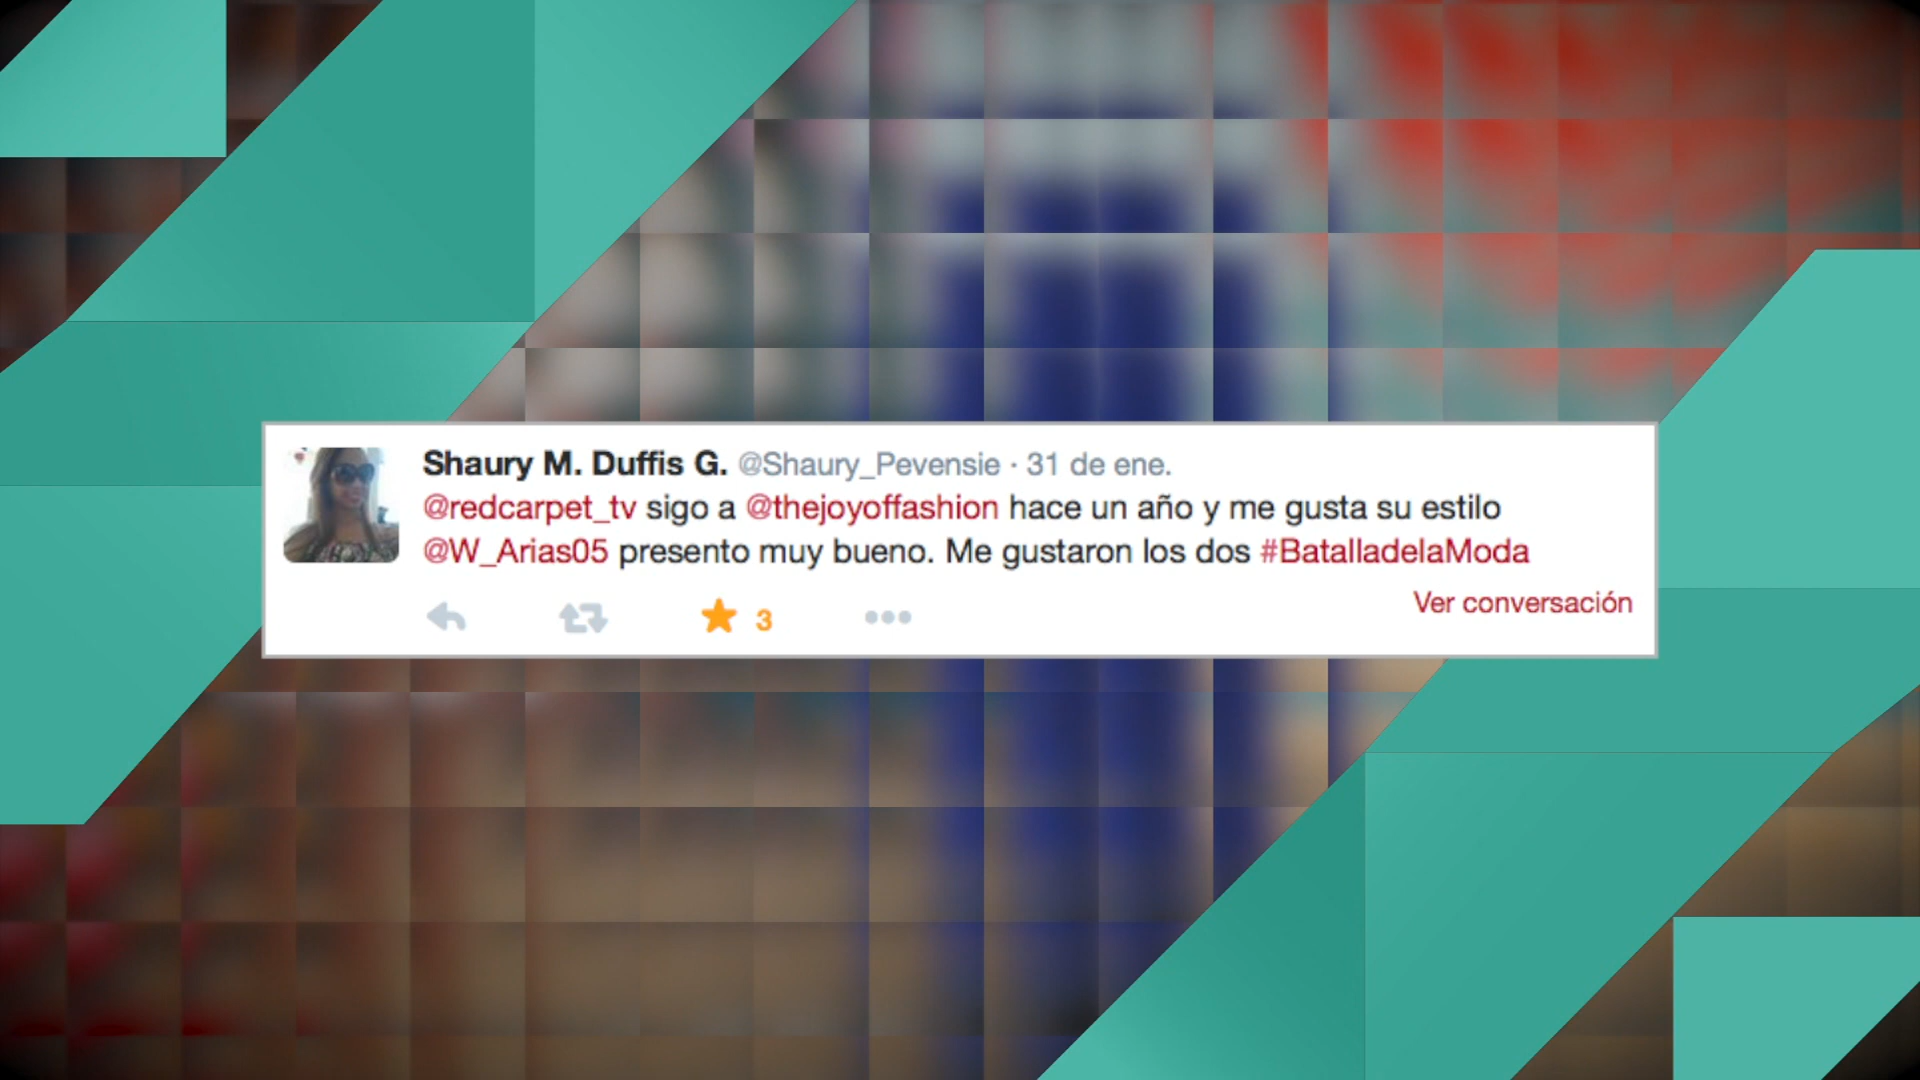 Shaury M. Duffis G. @Shaury_Pevensie · 31 de ene.
@redcarpet_tv sigo a @thejoyoffashion hace un año y me gusta su estilo
@W_Arias05 presento muy bueno. Me gustaron los dos #BatalladelaModa
Ver conversación
3